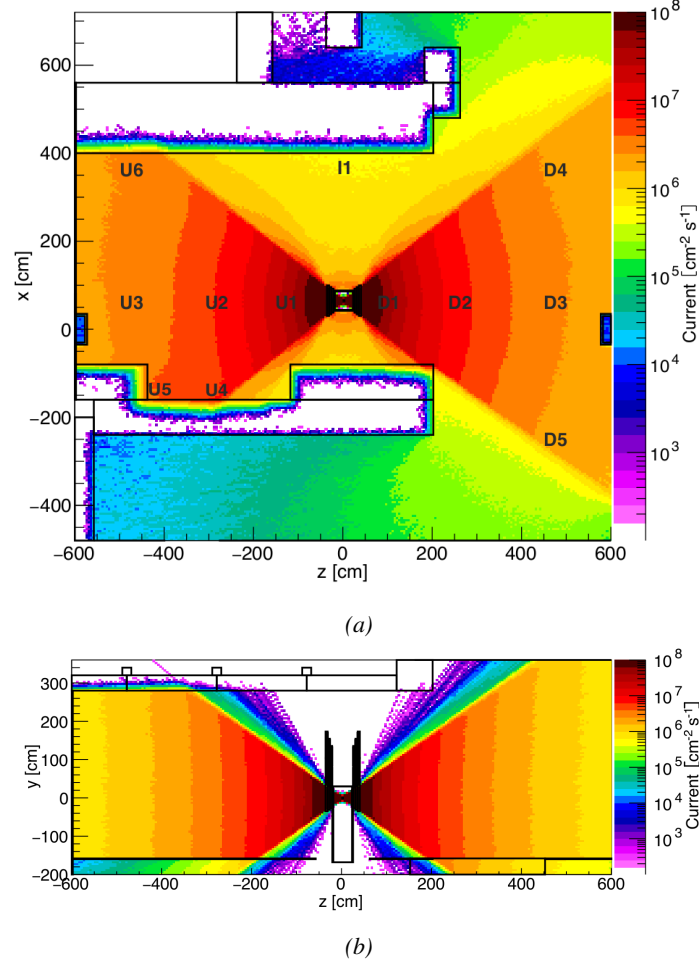 10^8
10^7
10^6
10^5
10^4
10^3
Current [cm^-2 s^-1]
600
400
200
0
−200
−400
x [cm]
U6 I1 D4
U3 U2 U1 D1 D2 D3
U5 U4
D5
−600 −400 −200 0 200 400 600
z [cm]
(a)
10^8
10^7
10^6
10^5
10^4
10^3
Current [cm^-2 s^-1]
300
200
100
0
−100
−200
y [cm]
−600 −400 −200 0 200 400 600
z [cm]
(b)